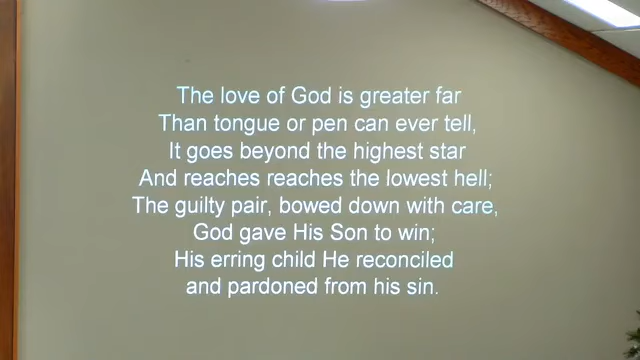 The love of God is greater far
Than tongue or pen can ever tell,
It goes beyond the highest star
And reaches reaches the lowest hell;
The guilty pair, bowed down with care,
God gave His Son to win;
His erring child He reconciled
and pardoned from his sin.